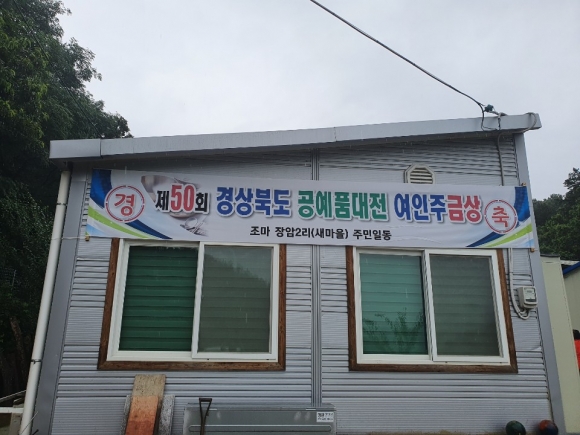 경 제50회 경상북도 공예품대전 여인주금상 축
조마 장암2리(새마을) 주민일동